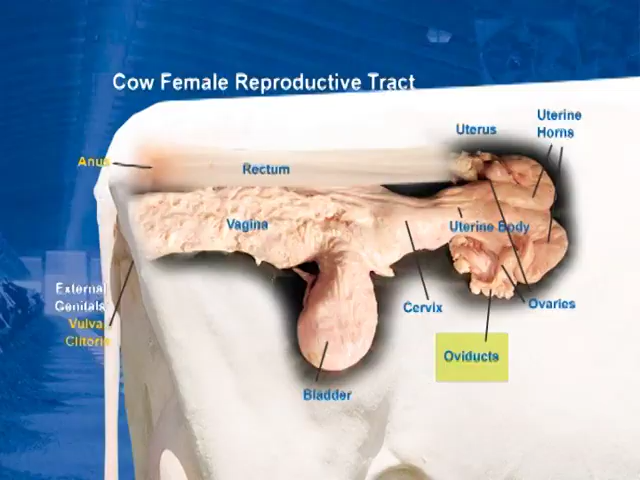 Cow Female Reproductive Tract
Uterine
Horns
Uterus
Anus
Rectum
Vagina
Uterine Body
External
Genitals
Vulva
Clitoris
Cervix
Ovaries
Oviducts
Bladder